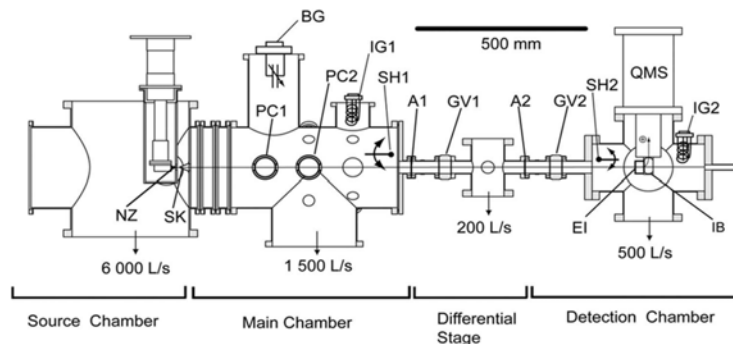 BG
IG1
500 mm
QMS
PC2
SH1
SH2
PC1
A1
GV1
A2
GV2
IG2
NZ
SK
EI
IB
6 000 L/s
1 500 L/s
200 L/s
500 L/s
Source Chamber
Main Chamber
Differential
Stage
Detection Chamber